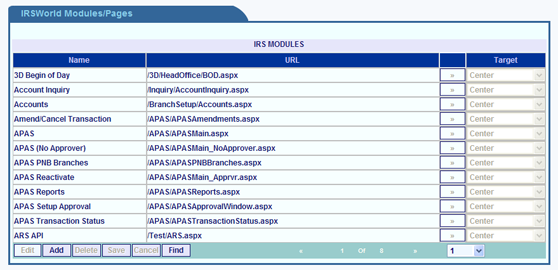 IRSWorld Modules/Pages
IRS MODULES
Name URL Target
3D Begin of Day /3D/HeadOffice/BOD.aspx » Center
Account Inquiry /Inquiry/AccountInquiry.aspx » Center
Accounts /BranchSetup/Accounts.aspx » Center
Amend/Cancel Transaction /APAS/APASAmendments.aspx » Center
APAS /APAS/APASMain.aspx » Center
APAS (No Approver) /APAS/APASMain_NoApprover.aspx » Center
APAS PNB Branches /APAS/APASPNBBranches.aspx » Center
APAS Reactivate /APAS/APASMain_Apprvr.aspx » Center
APAS Reports /APAS/APASReports.aspx » Center
APAS Setup Approval /APAS/APASApprovalWindow.aspx » Center
APAS Transaction Status /APAS/APASTransactionStatus.aspx » Center
ARS API /Test/ARS.aspx » Center
Edit Add Delete Save Cancel Find « 1 Of 8 » 1